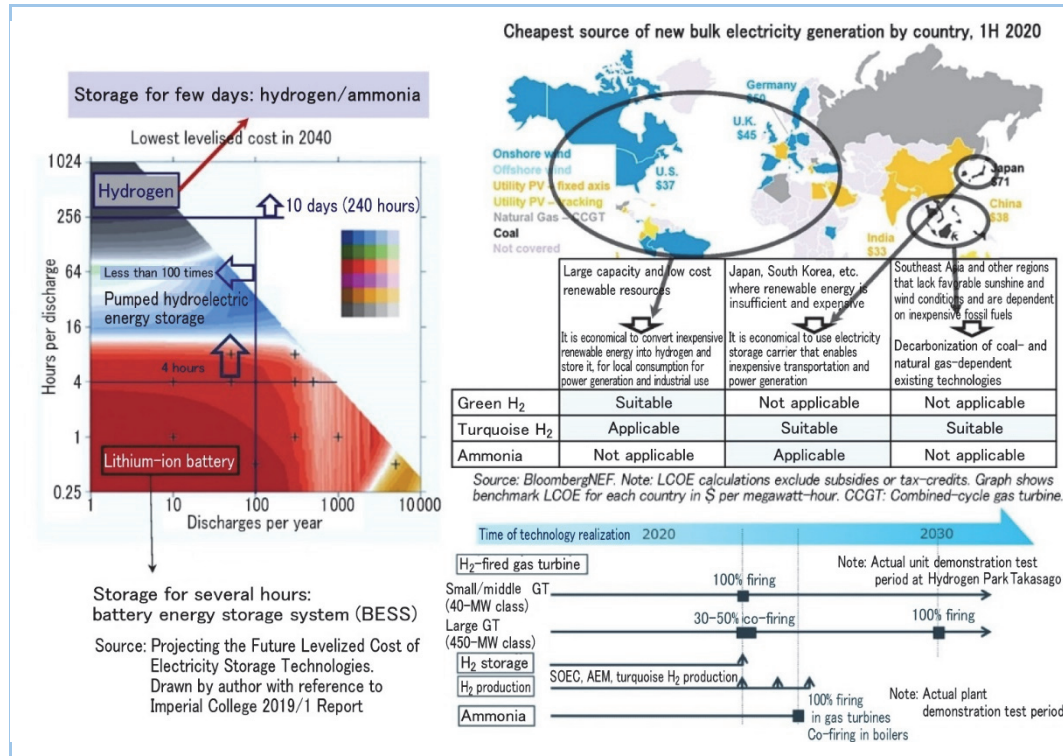 Storage for few days: hydrogen/ammonia
Lowest levelised cost in 2040
1024
256
64
16
4
1
0.25
Hours per discharge
Hydrogen
10 days (240 hours)
Less than 100 times
Pumped hydroelectric
energy storage
4 hours
Lithium-ion battery
1
10
100
1000
10000
Discharges per year
Storage for several hours:
battery energy storage system (BESS)
Source: Projecting the Future Levelized Cost of
Electricity Storage Technologies.
Drawn by author with reference to
Imperial College 2019/1 Report
Cheapest source of new bulk electricity generation by country, 1H 2020
Germany
$50
U.K.
$45
Onshore wind
Offshore wind
Utility PV – fixed axis
Utility PV – tracking
Natural Gas – CCGT
Coal
Not covered
U.S.
$37
Japan
$71
China
$38
India
$33
Large capacity and low cost
renewable resources
It is economical to convert inexpensive
renewable energy into hydrogen and
store it, for local consumption for
power generation and industrial use
Japan, South Korea, etc.
where renewable energy is
insufficient and expensive
It is economical to use electricity
storage carrier that enables
inexpensive transportation and
power generation
Southeast Asia and other regions
that lack favorable sunshine and
wind conditions and are dependent
on inexpensive fossil fuels
Decarbonization of coal- and
natural gas-dependent
existing technologies
Green H₂ Suitable Not applicable Not applicable
Turquoise H₂ Applicable Suitable Suitable
Ammonia Not applicable Applicable Not applicable
Source: BloombergNEF. Note: LCOE calculations exclude subsidies or tax-credits. Graph shows
benchmark LCOE for each country in $ per megawatt-hour. CCGT: Combined-cycle gas turbine.
Time of technology realization 2020 2030
H₂-fired gas turbine
Note: Actual unit demonstration test
period at Hydrogen Park Takasago
Small/middle GT
(40-MW class)
100% firing
Large GT
(450-MW class)
30-50% co-firing
100% firing
H₂ storage
H₂ production
SOEC, AEM, turquoise H₂ production
Ammonia
100% firing
in gas turbines
Co-firing in boilers
Note: Actual plant
demonstration test period